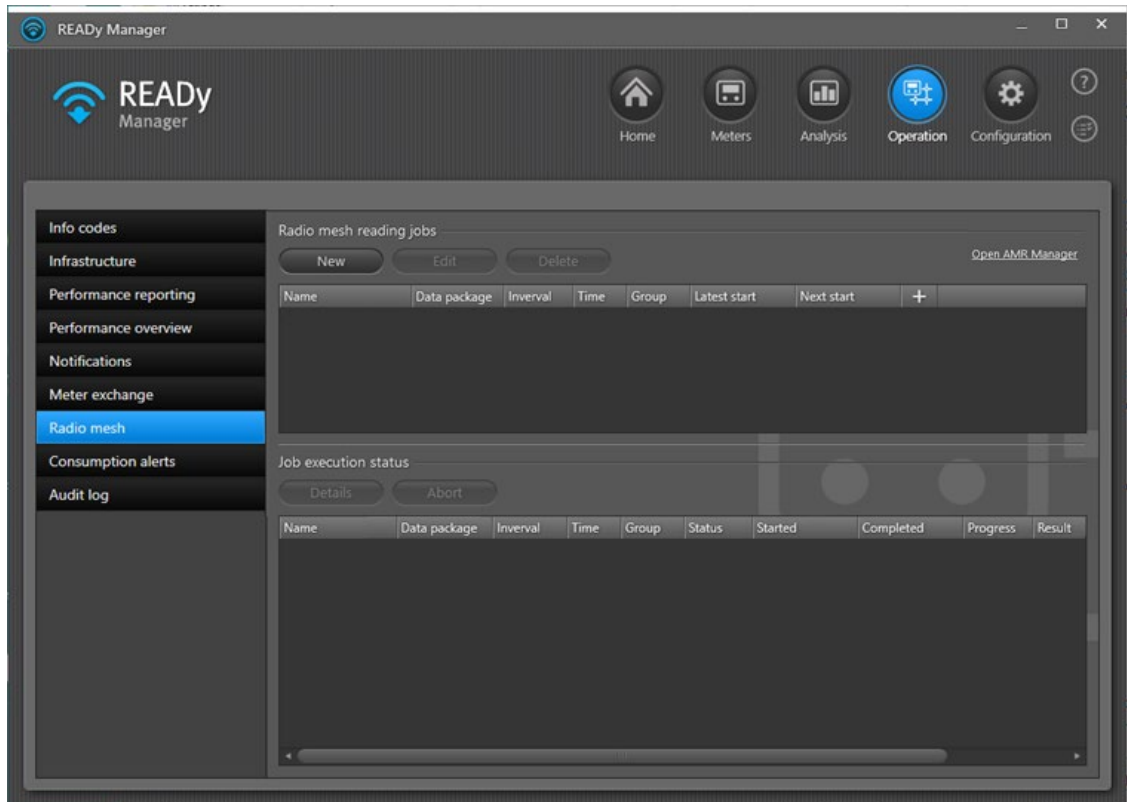 READy Manager
READy
Manager
Home Meters Analysis Operation Configuration
Info codes
Infrastructure
Performance reporting
Performance overview
Notifications
Meter exchange
Radio mesh
Consumption alerts
Audit log
Radio mesh reading jobs
New Edit Delete
Open AMR Manager
Name Data package Inverval Time Group Latest start Next start
Job execution status
Details Abort
Name Data package Inverval Time Group Status Started Completed Progress Result